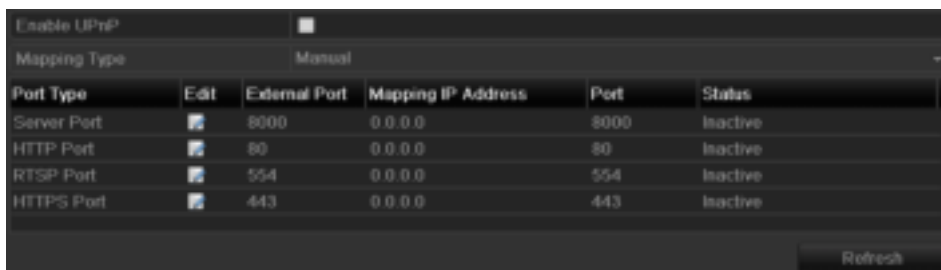 Enable UPnP
Mapping Type Manual
Port Type Edit External Port Mapping IP Address Port Status
Server Port 8000 0.0.0.0 8000 Inactive
HTTP Port 80 0.0.0.0 80 Inactive
RTSP Port 554 0.0.0.0 554 Inactive
HTTPS Port 443 0.0.0.0 443 Inactive
Refresh